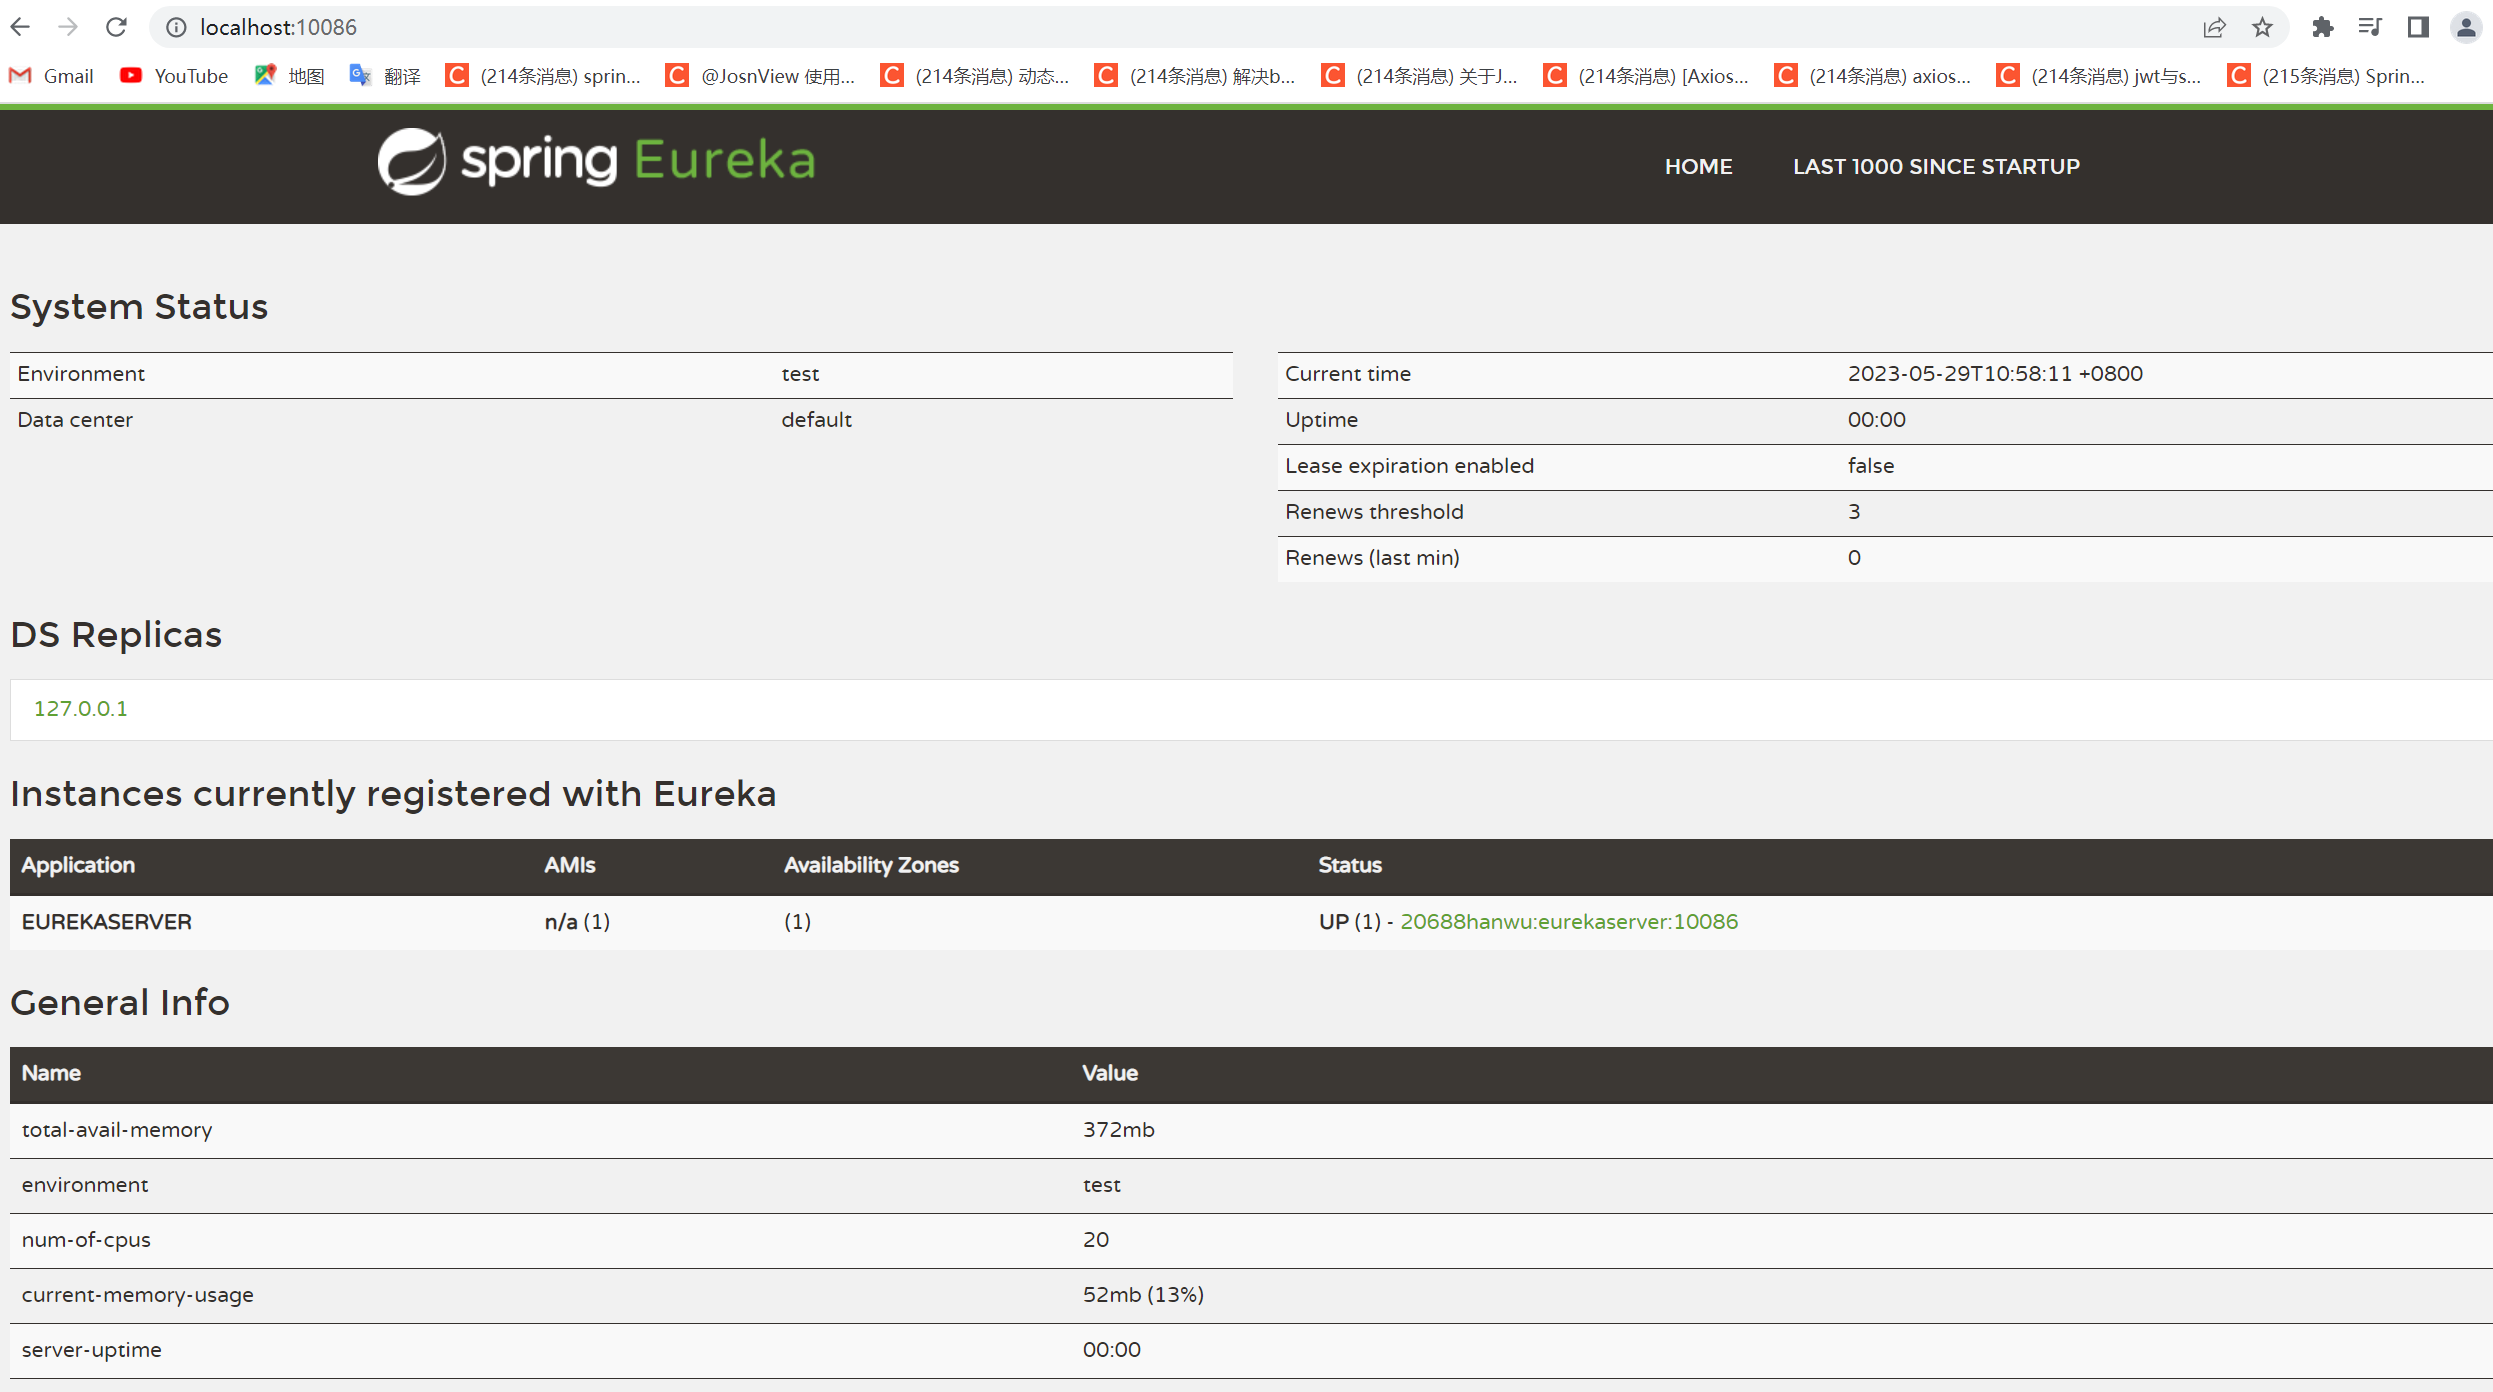 localhost:10086
Gmail YouTube 地图 翻译 (214条消息) sprin... @JosnView 使用... (214条消息) 动态... (214条消息) 解决b... (214条消息) 关于J... (214条消息) [Axios... (214条消息) axios... (214条消息) jwt与s... (215条消息) Sprin...
spring Eureka HOME LAST 1000 SINCE STARTUP
System Status
Environment test Current time 2023-05-29T10:58:11 +0800
Data center default Uptime 00:00
Lease expiration enabled false
Renews threshold 3
Renews (last min) 0
DS Replicas
127.0.0.1
Instances currently registered with Eureka
Application AMIs Availability Zones Status
EUREKASERVER n/a (1) (1) UP (1) - 20688hanwu:eurekaserver:10086
General Info
Name Value
total-avail-memory 372mb
environment test
num-of-cpus 20
current-memory-usage 52mb (13%)
server-uptime 00:00